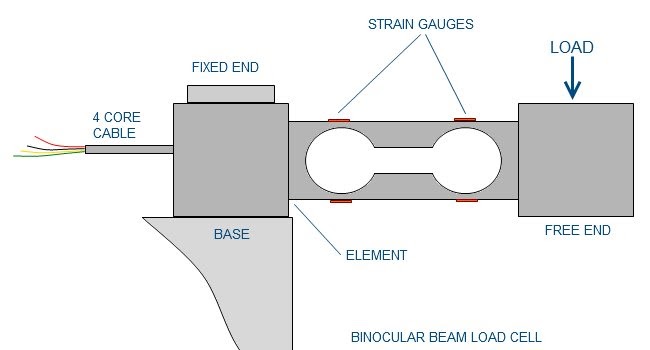 STRAIN GAUGES
LOAD
FIXED END
4 CORE
CABLE
BASE
FREE END
ELEMENT
BINOCULAR BEAM LOAD CELL